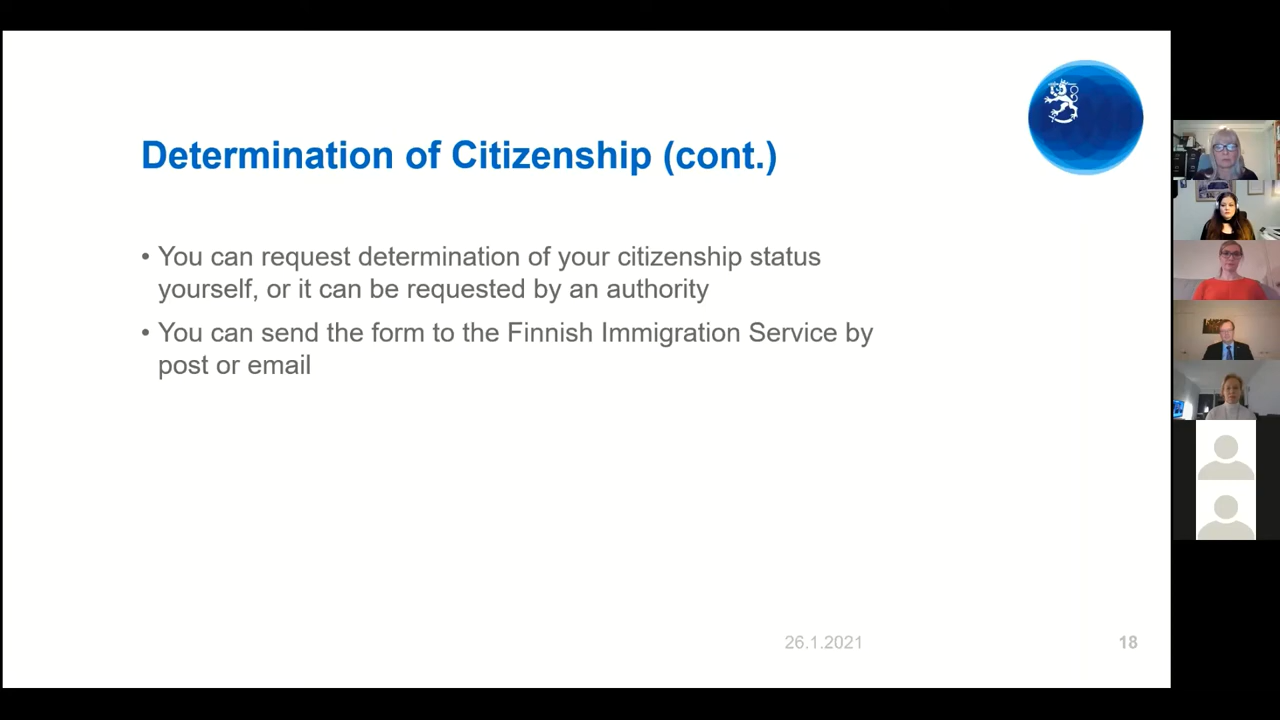 Determination of Citizenship (cont.)
• You can request determination of your citizenship status
yourself, or it can be requested by an authority
• You can send the form to the Finnish Immigration Service by
post or email
26.1.2021
18